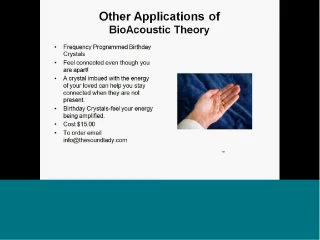 Other Applications of
BioAcoustic Theory
• Frequency Programmed Birthday
Crystals
• Feel connected even though you
are apart!
• A crystal imbued with the energy
of your loved can help you stay
connected when they are not
present.
• Birthday Crystals-feel your energy
being amplified.
• Cost $15.00
• To order email
info@thesoundlady.com